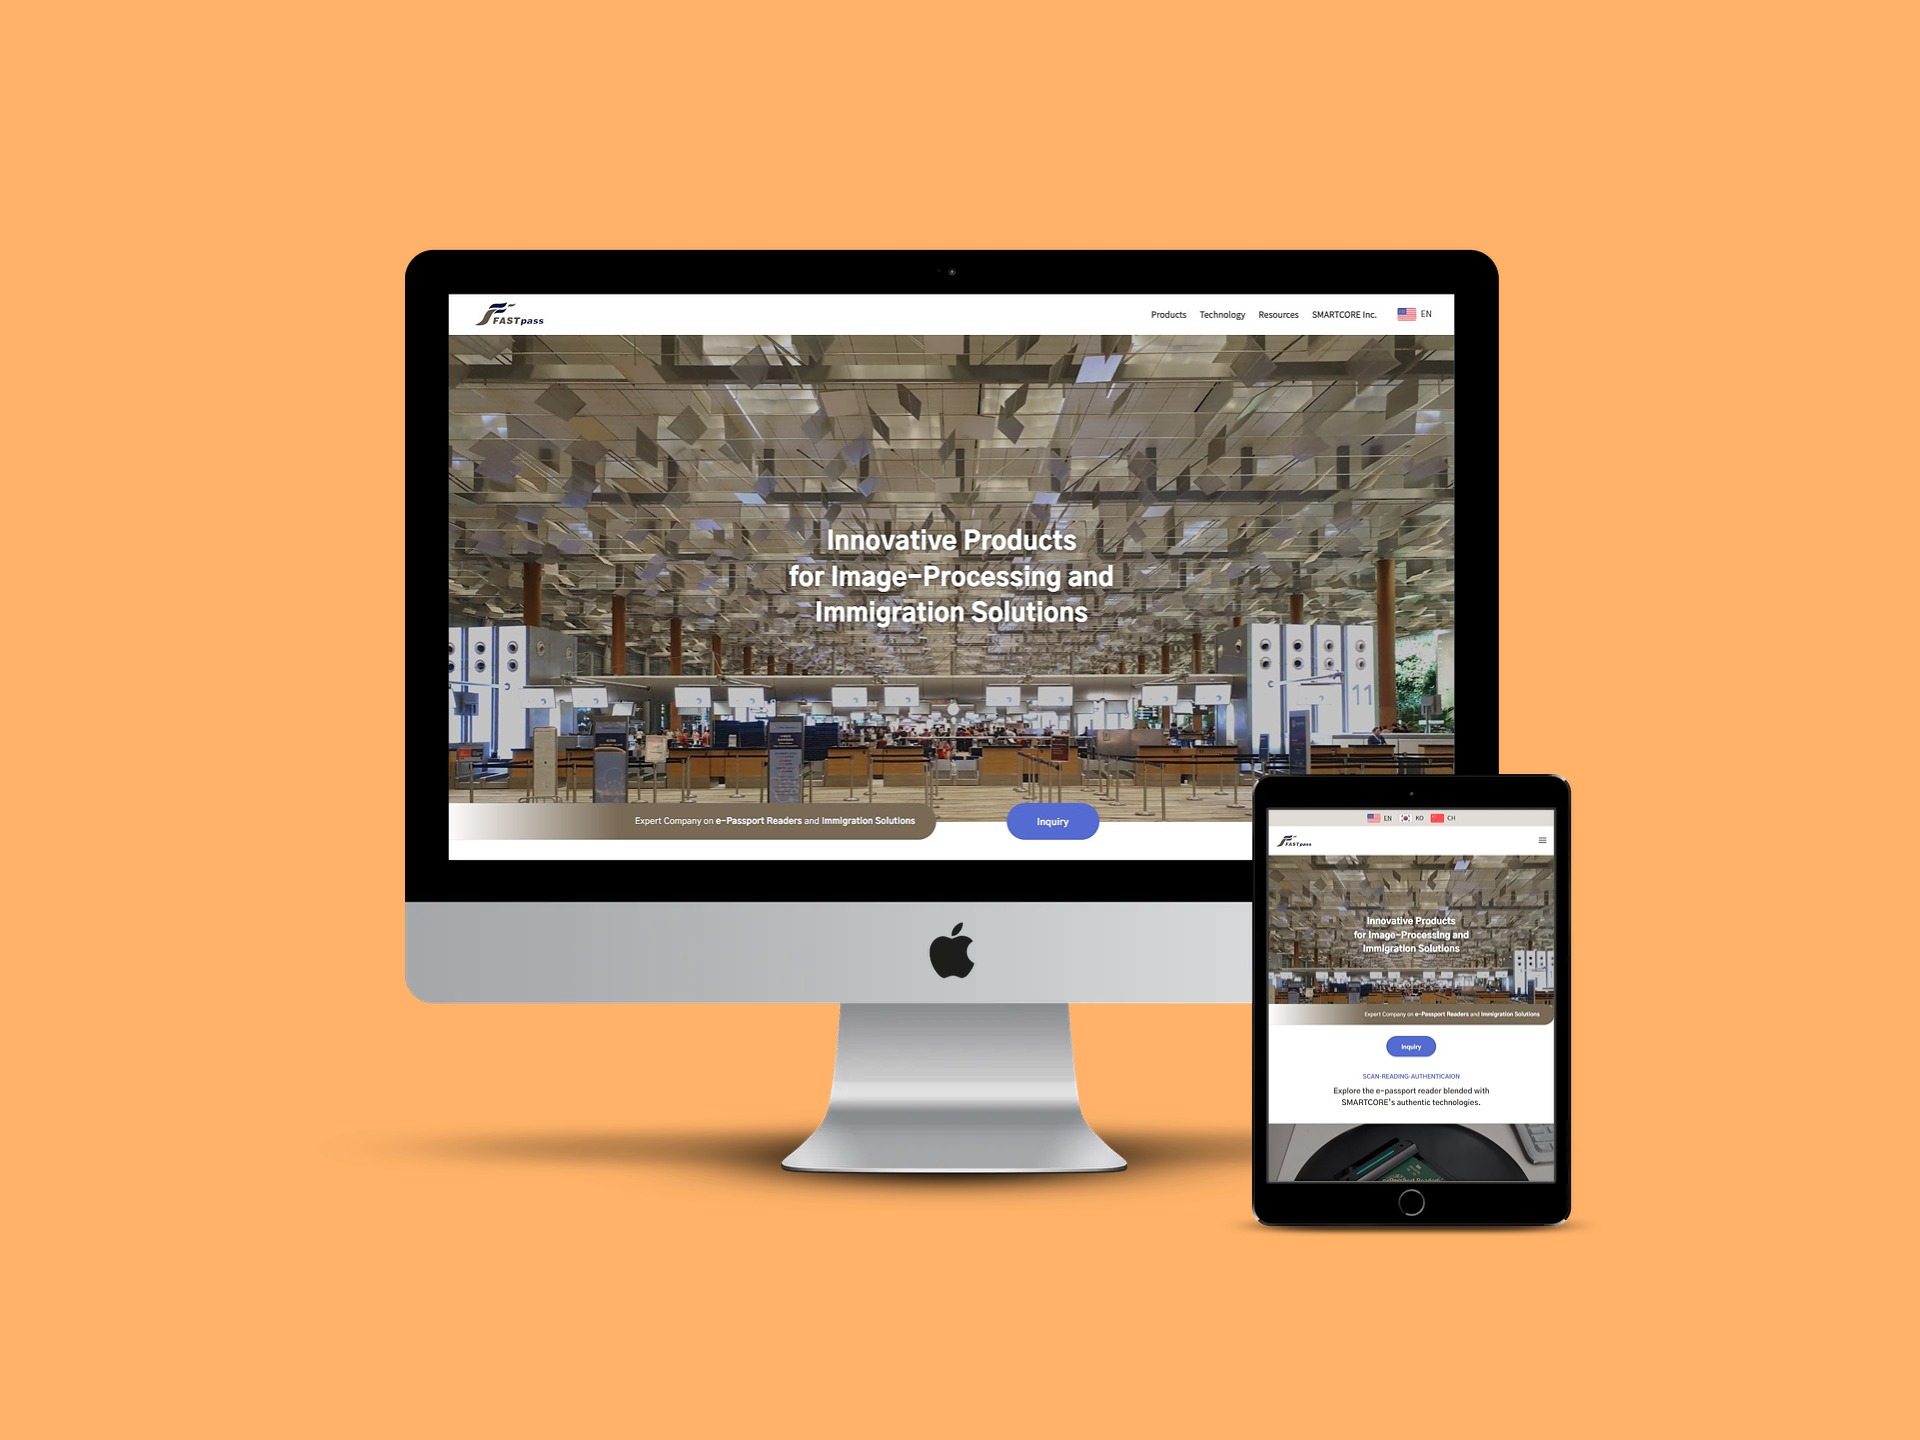 FASTpass
Products Technology Resources SMARTCORE Inc. EN
Innovative Products
for Image-Processing and
Immigration Solutions
11
Expert Company on e-Passport Readers and Immigration Solutions
Inquiry
EN KO CH
FASTpass
Innovative Products
for Image-Processing and
Immigration Solutions
Expert Company on e-Passport Readers and Immigration Solutions
Inquiry
SCAN-READING-AUTHENTICAION
Explore the e-passport reader blended with
SMARTCORE's authentic technologies.